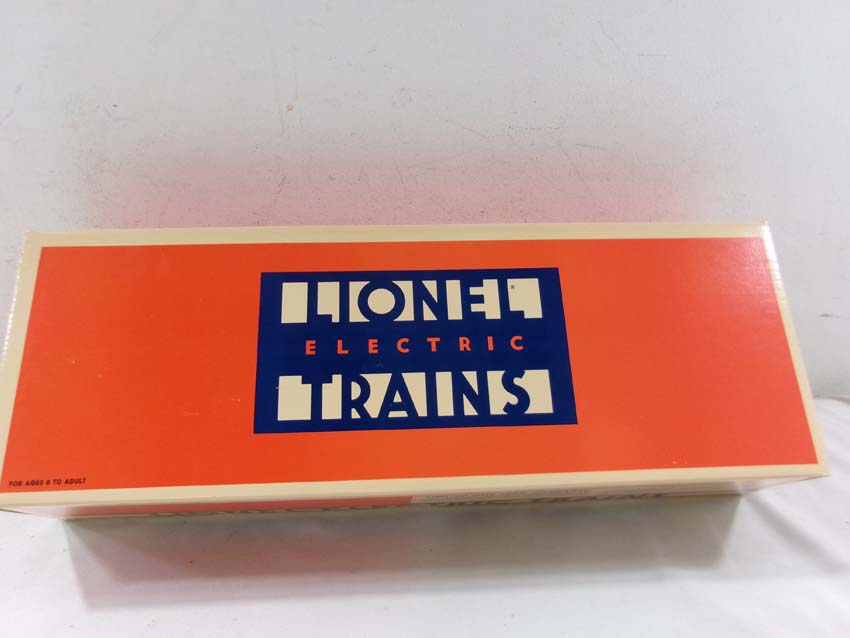 LIONEL
ELECTRIC
TRAINS
FOR AGES 8 TO ADULT